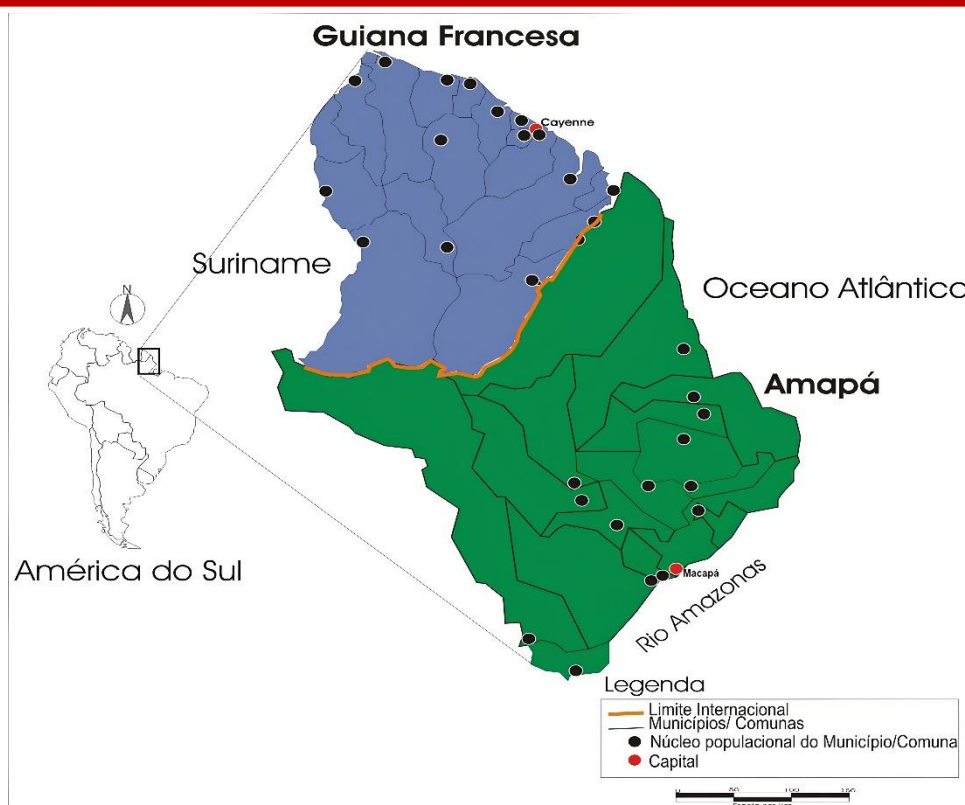 Guiana Francesa
Cayenne
Suriname
Oceano Atlântico
N
Amapá
América do Sul
Macapá
Rio Amazonas
Legenda
Limite Internacional
Municípios/ Comunas
Núcleo populacional do Município/Comuna
Capital